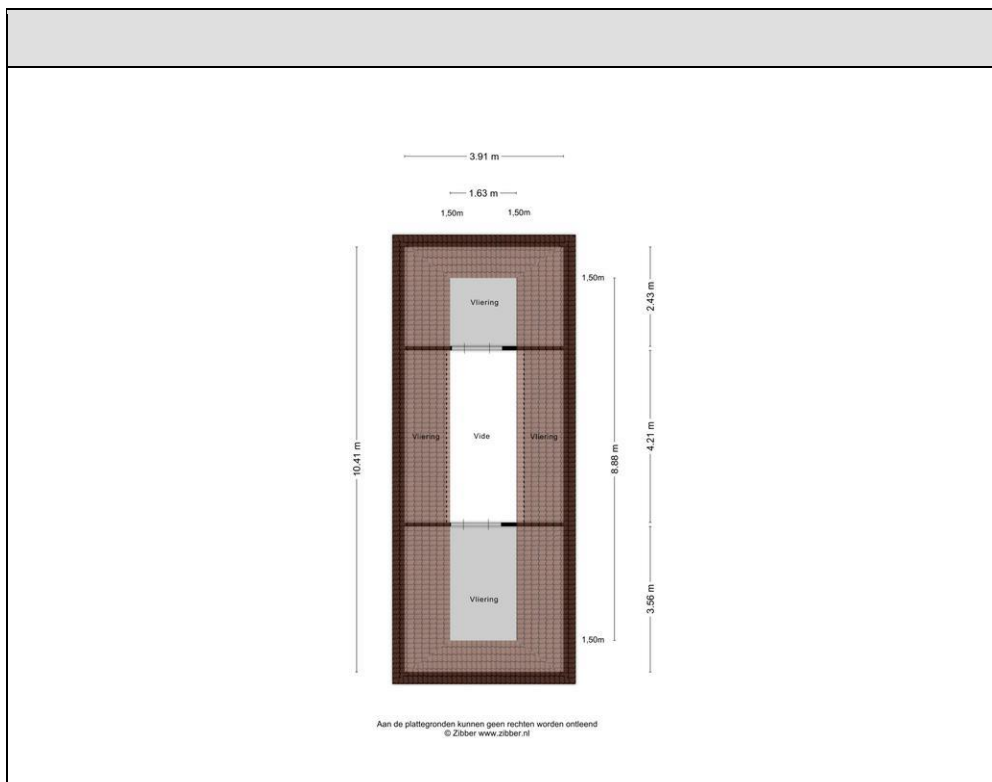 3.91 m
1.63 m
1,50m 1,50m
1,50m
Vliering
2.43 m
Vliering Vide Vliering
4.21 m
10.41 m
8.88 m
Vliering
3.56 m
1,50m
Aan de plattegronden kunnen geen rechten worden ontleend
© Zibber www.zibber.nl